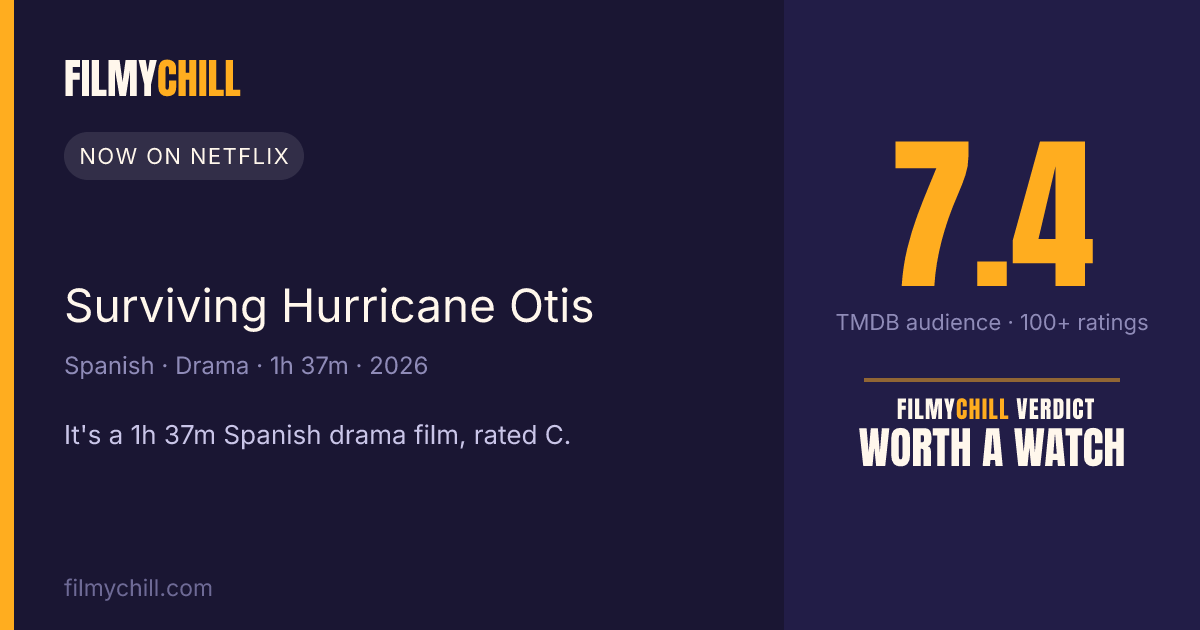 FILMYCHILL
NOW ON NETFLIX
Surviving Hurricane Otis
Spanish · Drama · 1h 37m · 2026
It's a 1h 37m Spanish drama film, rated C.
filmychill.com
7.4
TMDB audience · 100+ ratings
FILMYCHILL VERDICT
WORTH A WATCH